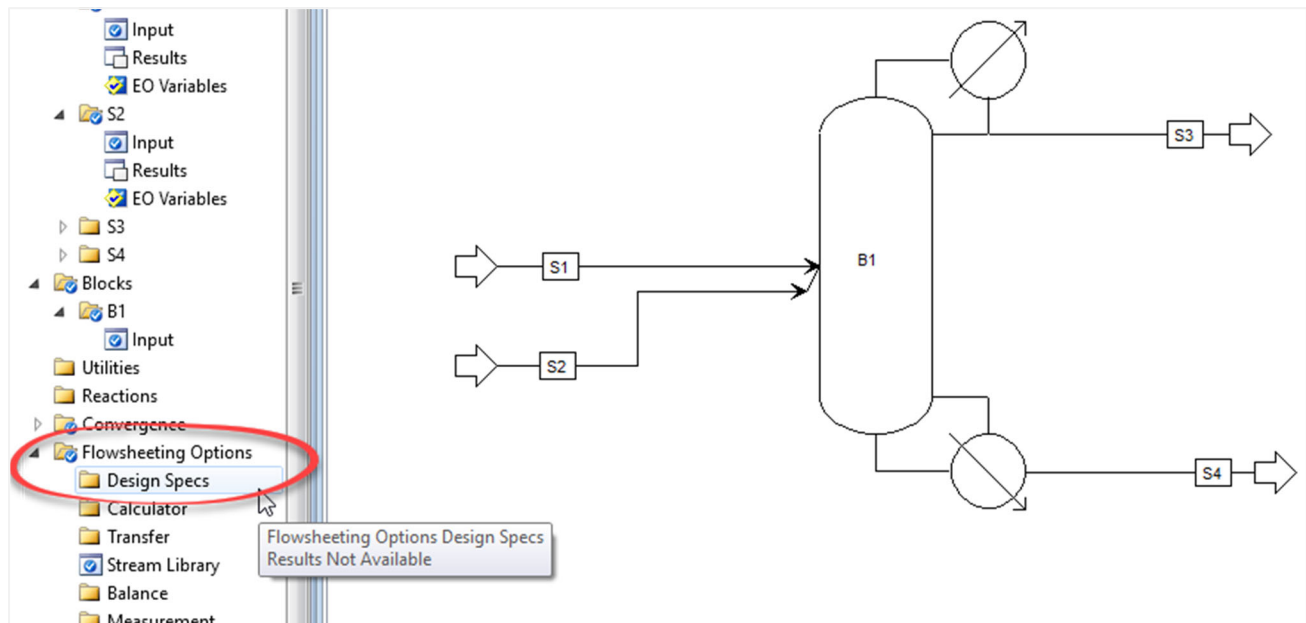 Input
Results
EO Variables
S2
Input
Results
EO Variables
S3
S4
Blocks
B1
Input
Utilities
Reactions
Convergence
Flowsheeting Options
Design Specs
Calculator
Transfer
Stream Library
Balance
Measurement
Flowsheeting Options Design Specs
Results Not Available
S3
S1
B1
S2
S4